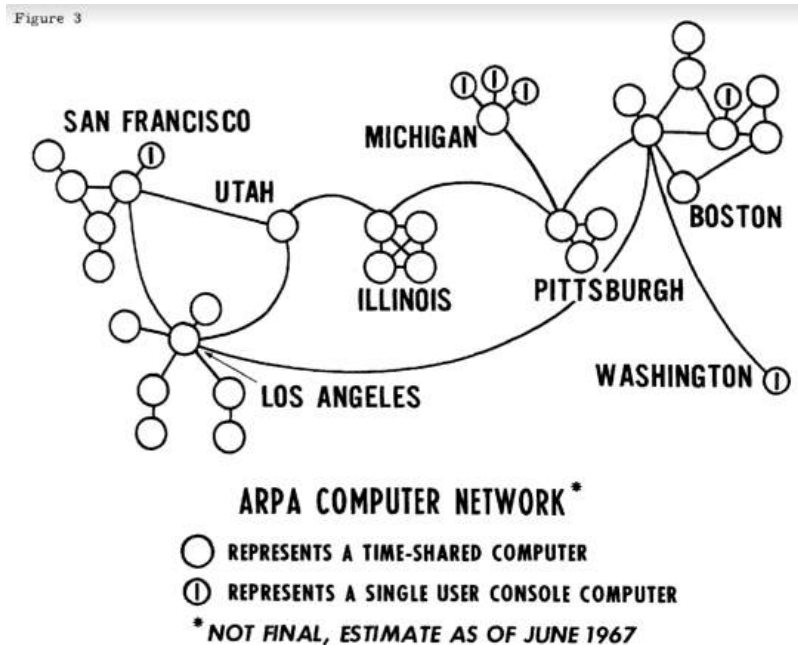 Figure 3
SAN FRANCISCO
MICHIGAN
UTAH
BOSTON
ILLINOIS
PITTSBURGH
WASHINGTON
LOS ANGELES
ARPA COMPUTER NETWORK*
REPRESENTS A TIME-SHARED COMPUTER
I REPRESENTS A SINGLE USER CONSOLE COMPUTER
*NOT FINAL, ESTIMATE AS OF JUNE 1967